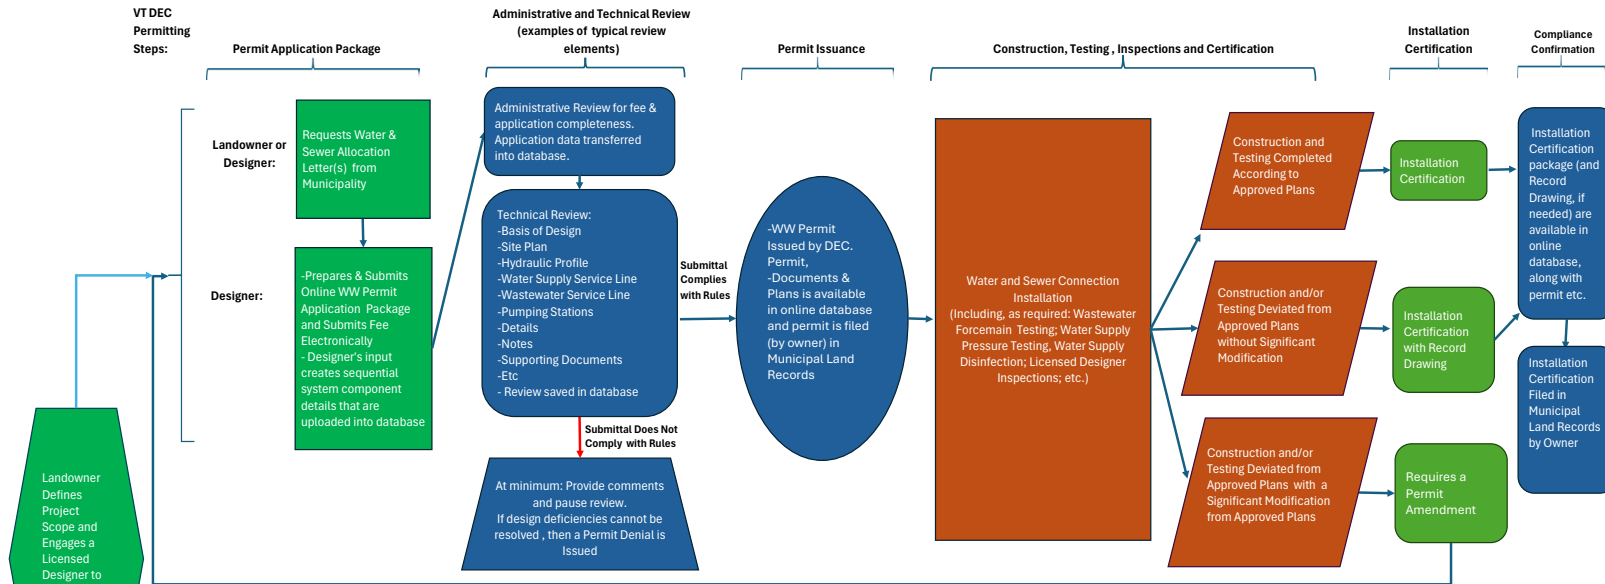 VT DEC
Permitting
Steps:
Permit Application Package
Administrative and Technical Review
(examples of typical review
elements)
Permit Issuance
Construction, Testing , Inspections and Certification
Installation
Certification
Compliance
Confirmation
Landowner or
Designer:
Requests Water &
Sewer Allocation
Letter(s) from
Municipality
Designer:
-Prepares & Submits
Online WW Permit
Application Package
and Submits Fee
Electronically
- Designer's input
creates sequential
system component
details that are
uploaded into database
Landowner
Defines
Project
Scope and
Engages a
Licensed
Designer to
Administrative Review for fee &
application completeness.
Application data transferred
into database.
Technical Review:
-Basis of Design
-Site Plan
-Hydraulic Profile
-Water Supply Service Line
-Wastewater Service Line
-Pumping Stations
-Details
-Notes
-Supporting Documents
-Etc
- Review saved in database
Submittal
Complies
with Rules
Submittal Does Not
Comply with Rules
At minimum: Provide comments
and pause review.
If design deficiencies cannot be
resolved , then a Permit Denial is
Issued
-WW Permit
Issued by DEC.
Permit,
-Documents &
Plans is available
in online database
and permit is filed
(by owner) in
Municipal Land
Records
Water and Sewer Connection
Installation
(Including, as required: Wastewater
Forcemain Testing; Water Supply
Pressure Testing, Water Supply
Disinfection; Licensed Designer
Inspections; etc.)
Construction and
Testing Completed
According to
Approved Plans
Construction and/or
Testing Deviated from
Approved Plans
without Significant
Modification
Construction and/or
Testing Deviated from
Approved Plans with a
Significant Modification
from Approved Plans
Installation
Certification
Installation
Certification
with Record
Drawing
Requires a
Permit
Amendment
Installation
Certification
package (and
Record
Drawing, if
needed) are
available in
online
database,
along with
permit etc.
Installation
Certification
Filed in
Municipal
Land Records
by Owner